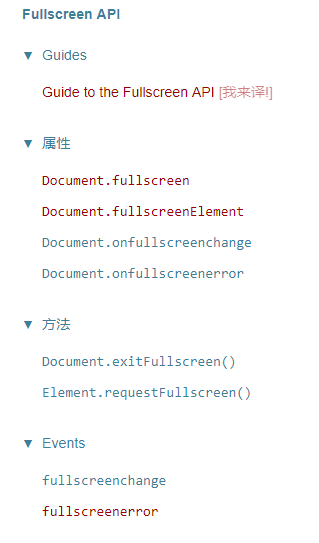 Fullscreen API
▼ Guides
Guide to the Fullscreen API [我来译!]
▼ 属性
Document.fullscreen
Document.fullscreenElement
Document.onfullscreenchange
Document.onfullscreenerror
▼ 方法
Document.exitFullscreen()
Element.requestFullscreen()
▼ Events
fullscreenchange
fullscreenerror